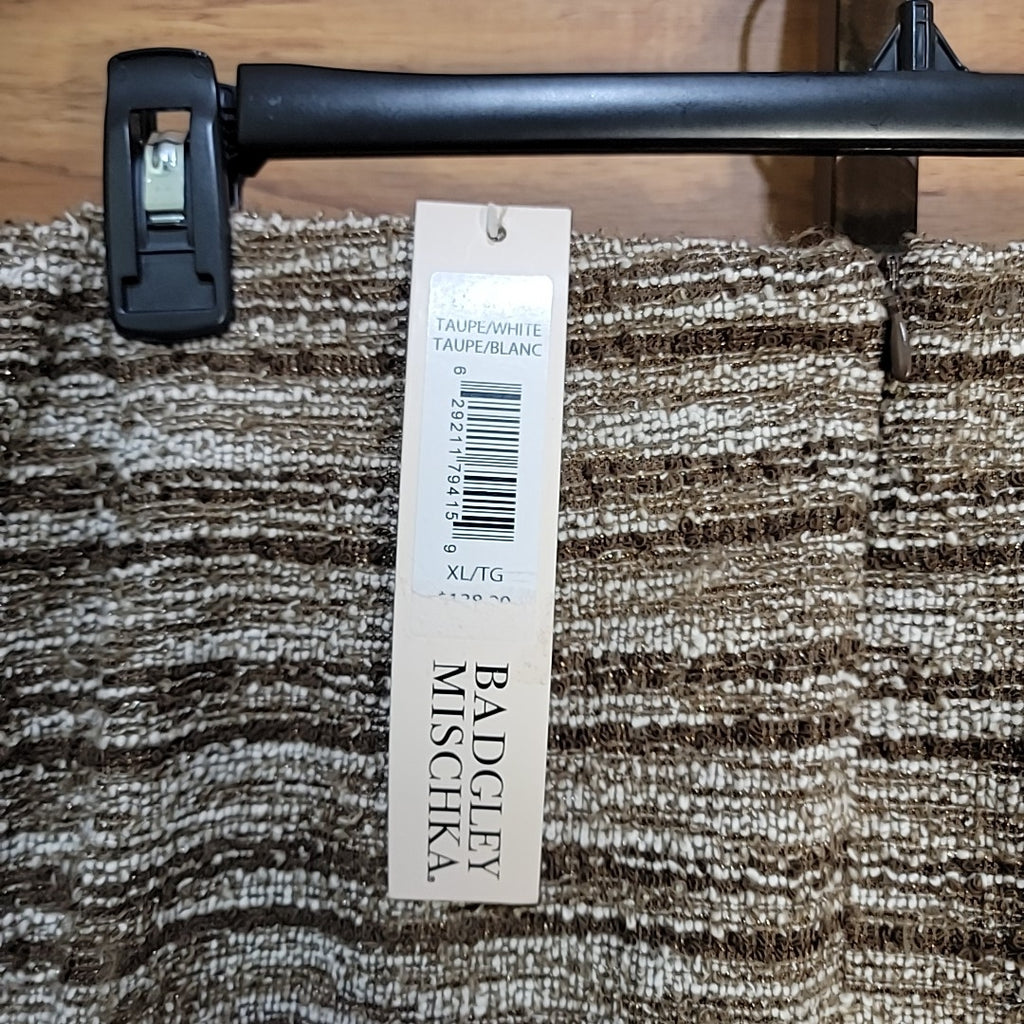 TAUPE/WHITE
TAUPE/BLANC
6 29211 79415 9
XL/TG
BADGLEY
MISCHKA